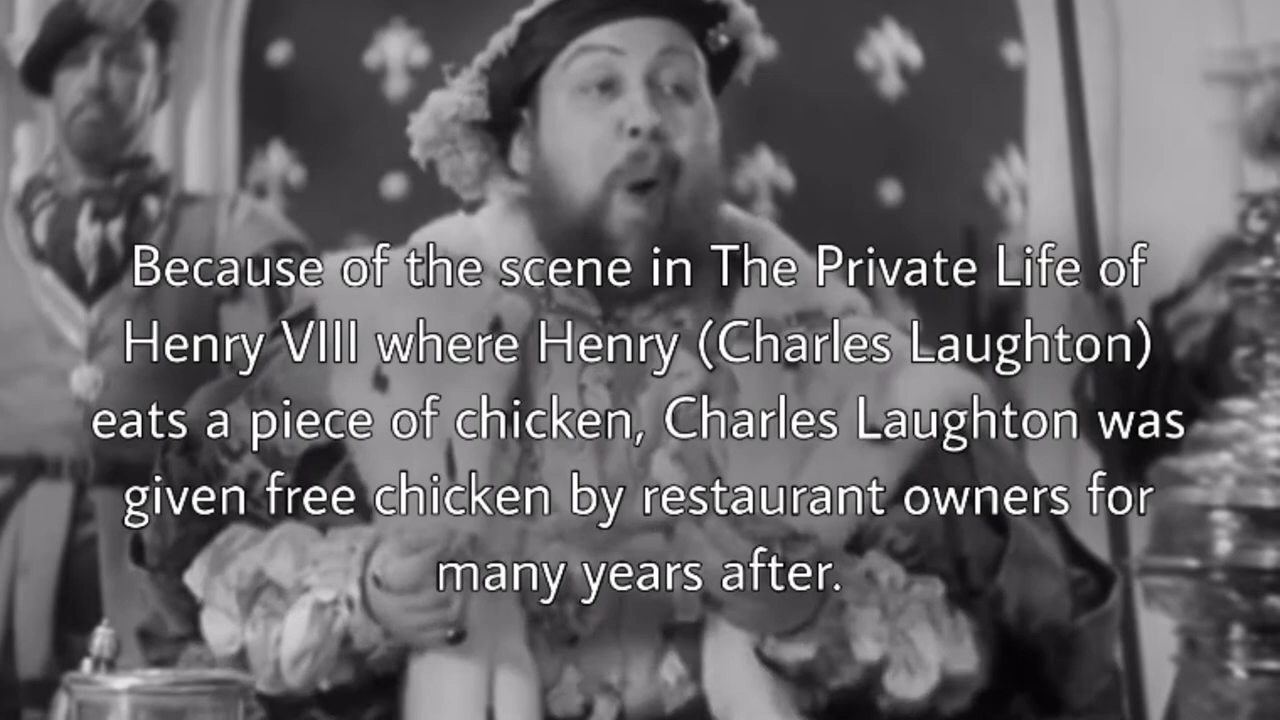 Because of the scene in The Private Life of
Henry VIII where Henry (Charles Laughton)
eats a piece of chicken, Charles Laughton was
given free chicken by restaurant owners for
many years after.